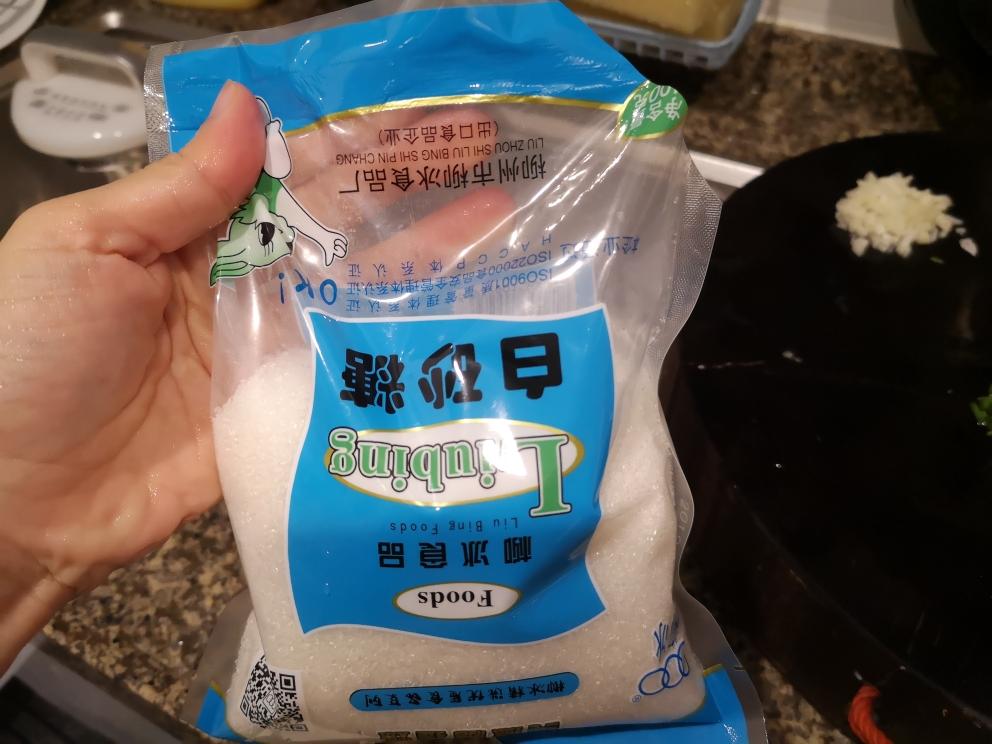 Foods
柳冰食品
Liu Bing Foods
Liubing
白砂糖
ISO9001质量管理体系认证
ISO22000食品安全管理体系认证
HACCP体系认证
OK!
柳州市柳冰食品厂
LIU ZHOU SHI LIU BING SHI PIN CHANG
(出口食品企业)
净含量